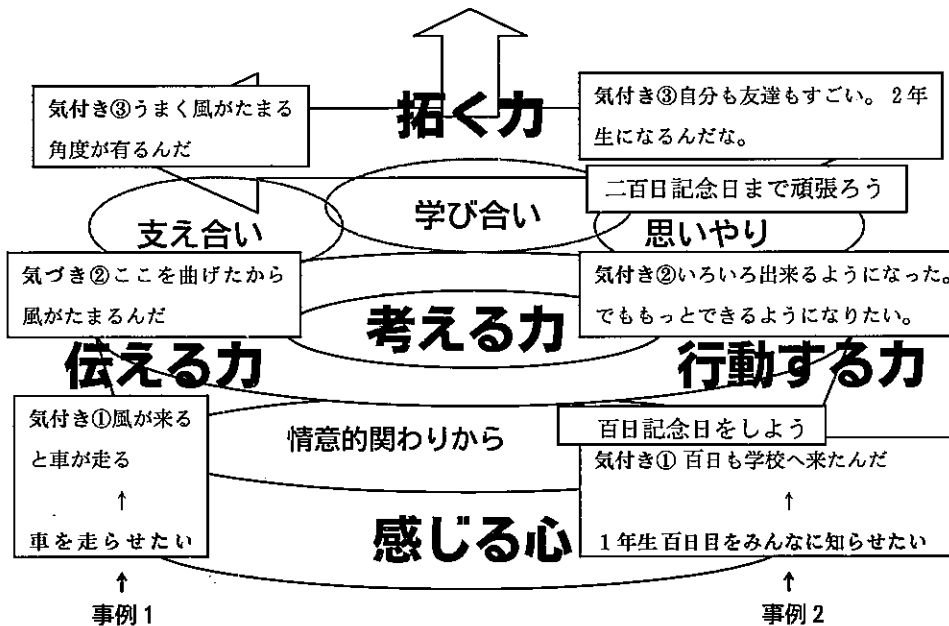 気付き③うまく風がたまる
角度が有るんだ
拓く力
気付き③自分も友達もすごい。2年
生になるんだな。
二百日記念日まで頑張ろう
支え合い
学び合い
思いやり
気づき②ここを曲げたから
風がたまるんだ
考える力
気付き②いろいろ出来るようになった。
でももっとできるようになりたい。
伝える力
行動する力
気付き①風が来る
と車が走る
↑
車を走らせたい
情意的関わりから
百日記念日をしよう
気付き①百日も学校へ来たんだ
↑
1年生百日目をみんなに知らせたい
感じる心
↑
事例1
↑
事例2